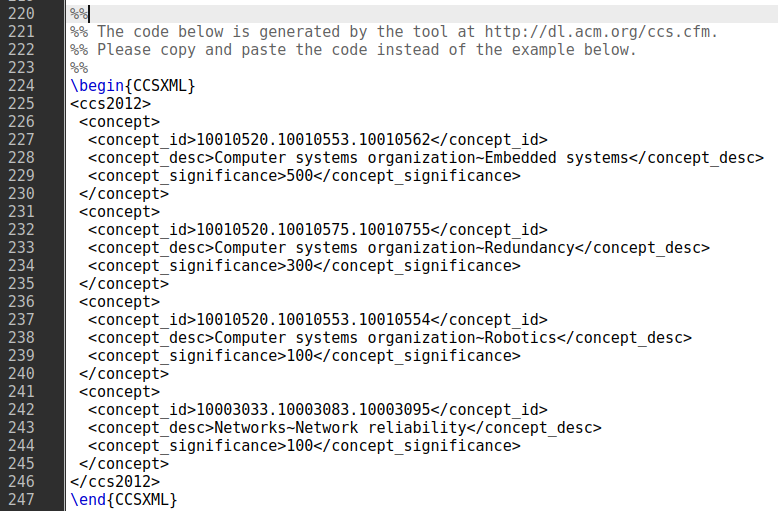 220 %%
221 %% The code below is generated by the tool at http://dl.acm.org/ccs.cfm.
222 %% Please copy and paste the code instead of the example below.
223 %%
224 \begin{CCSXML}
225 <ccs2012>
226  <concept>
227   <concept_id>10010520.10010553.10010562</concept_id>
228   <concept_desc>Computer systems organization~Embedded systems</concept_desc>
229   <concept_significance>500</concept_significance>
230  </concept>
231  <concept>
232   <concept_id>10010520.10010575.10010755</concept_id>
233   <concept_desc>Computer systems organization~Redundancy</concept_desc>
234   <concept_significance>300</concept_significance>
235  </concept>
236  <concept>
237   <concept_id>10010520.10010553.10010554</concept_id>
238   <concept_desc>Computer systems organization~Robotics</concept_desc>
239   <concept_significance>100</concept_significance>
240  </concept>
241  <concept>
242   <concept_id>10003033.10003083.10003095</concept_id>
243   <concept_desc>Networks~Network reliability</concept_desc>
244   <concept_significance>100</concept_significance>
245  </concept>
246 </ccs2012>
247 \end{CCSXML}